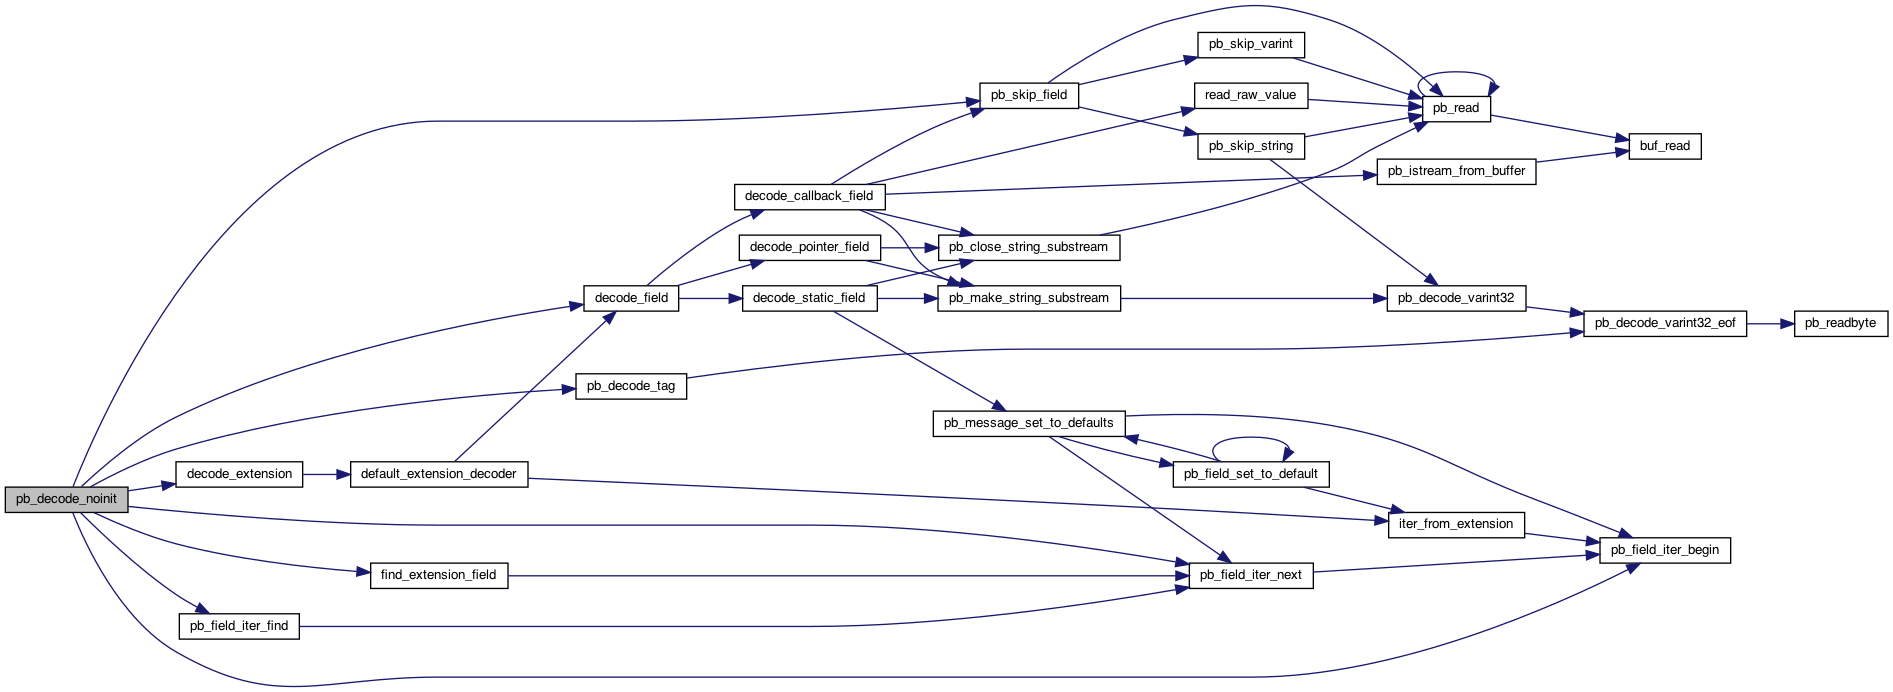 pb_skip_varint
pb_skip_field
read_raw_value
pb_read
pb_skip_string
buf_read
pb_istream_from_buffer
decode_callback_field
decode_pointer_field
pb_close_string_substream
decode_field
decode_static_field
pb_make_string_substream
pb_decode_varint32
pb_decode_varint32_eof
pb_readbyte
pb_decode_tag
pb_message_set_to_defaults
decode_extension
default_extension_decoder
pb_field_set_to_default
pb_decode_noinit
iter_from_extension
pb_field_iter_begin
find_extension_field
pb_field_iter_next
pb_field_iter_find